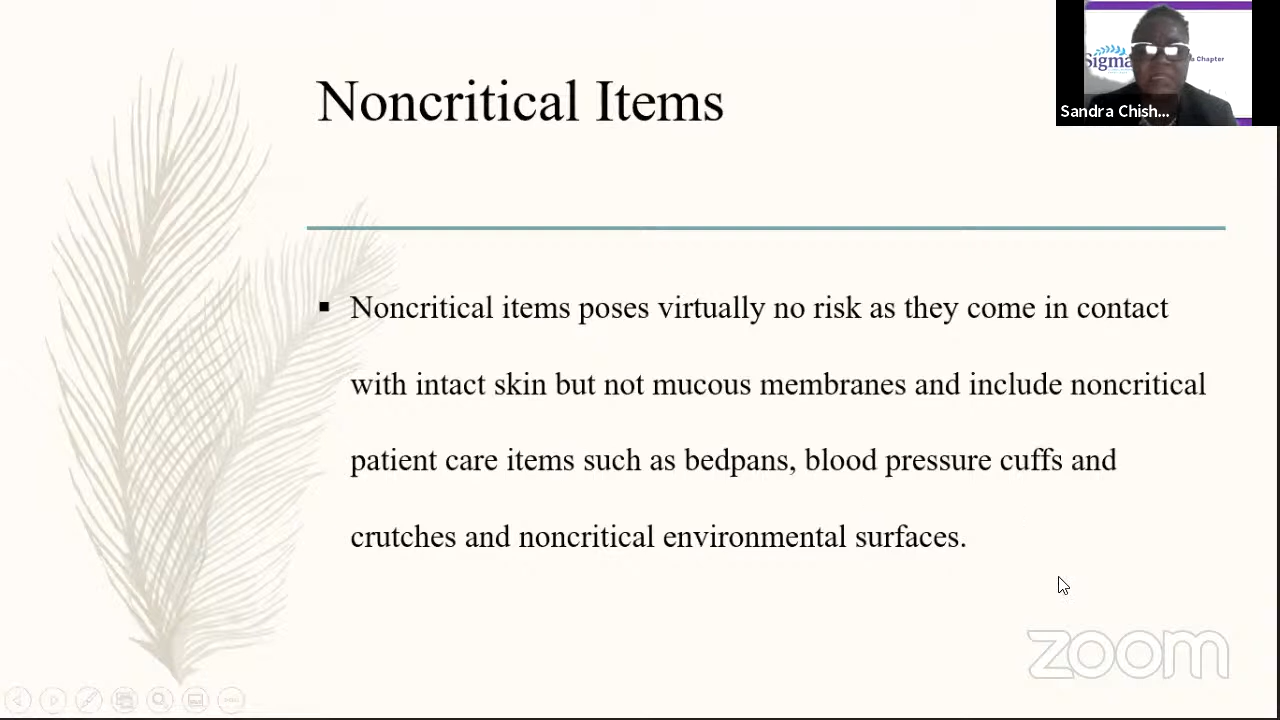 Noncritical Items
Sigma
s Chapter
Sandra Chish...
▪ Noncritical items poses virtually no risk as they come in contact
with intact skin but not mucous membranes and include noncritical
patient care items such as bedpans, blood pressure cuffs and
crutches and noncritical environmental surfaces.
zoom